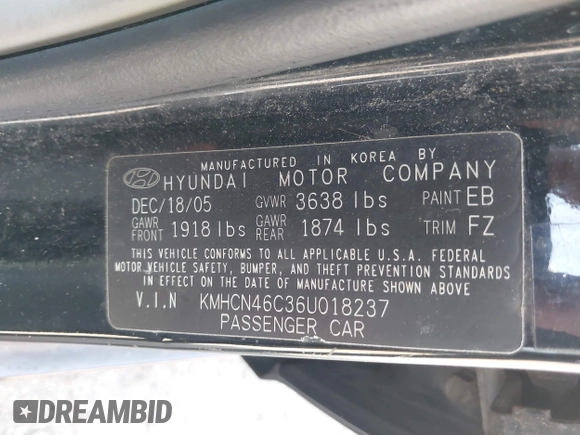 MANUFACTURED IN KOREA BY
HYUNDAI MOTOR COMPANY
DEC/18/05 GVWR 3638 lbs PAINT EB
GAWR FRONT 1918 lbs GAWR REAR 1874 lbs TRIM FZ
THIS VEHICLE CONFORMS TO ALL APPLICABLE U.S.A. FEDERAL
MOTOR VEHICLE SAFETY, BUMPER, AND THEFT PREVENTION STANDARDS
IN EFFECT ON THE DATE OF MANUFACTURE SHOWN ABOVE.
V.I.N KMHCN46C36U018237
PASSENGER CAR
DREAMBID